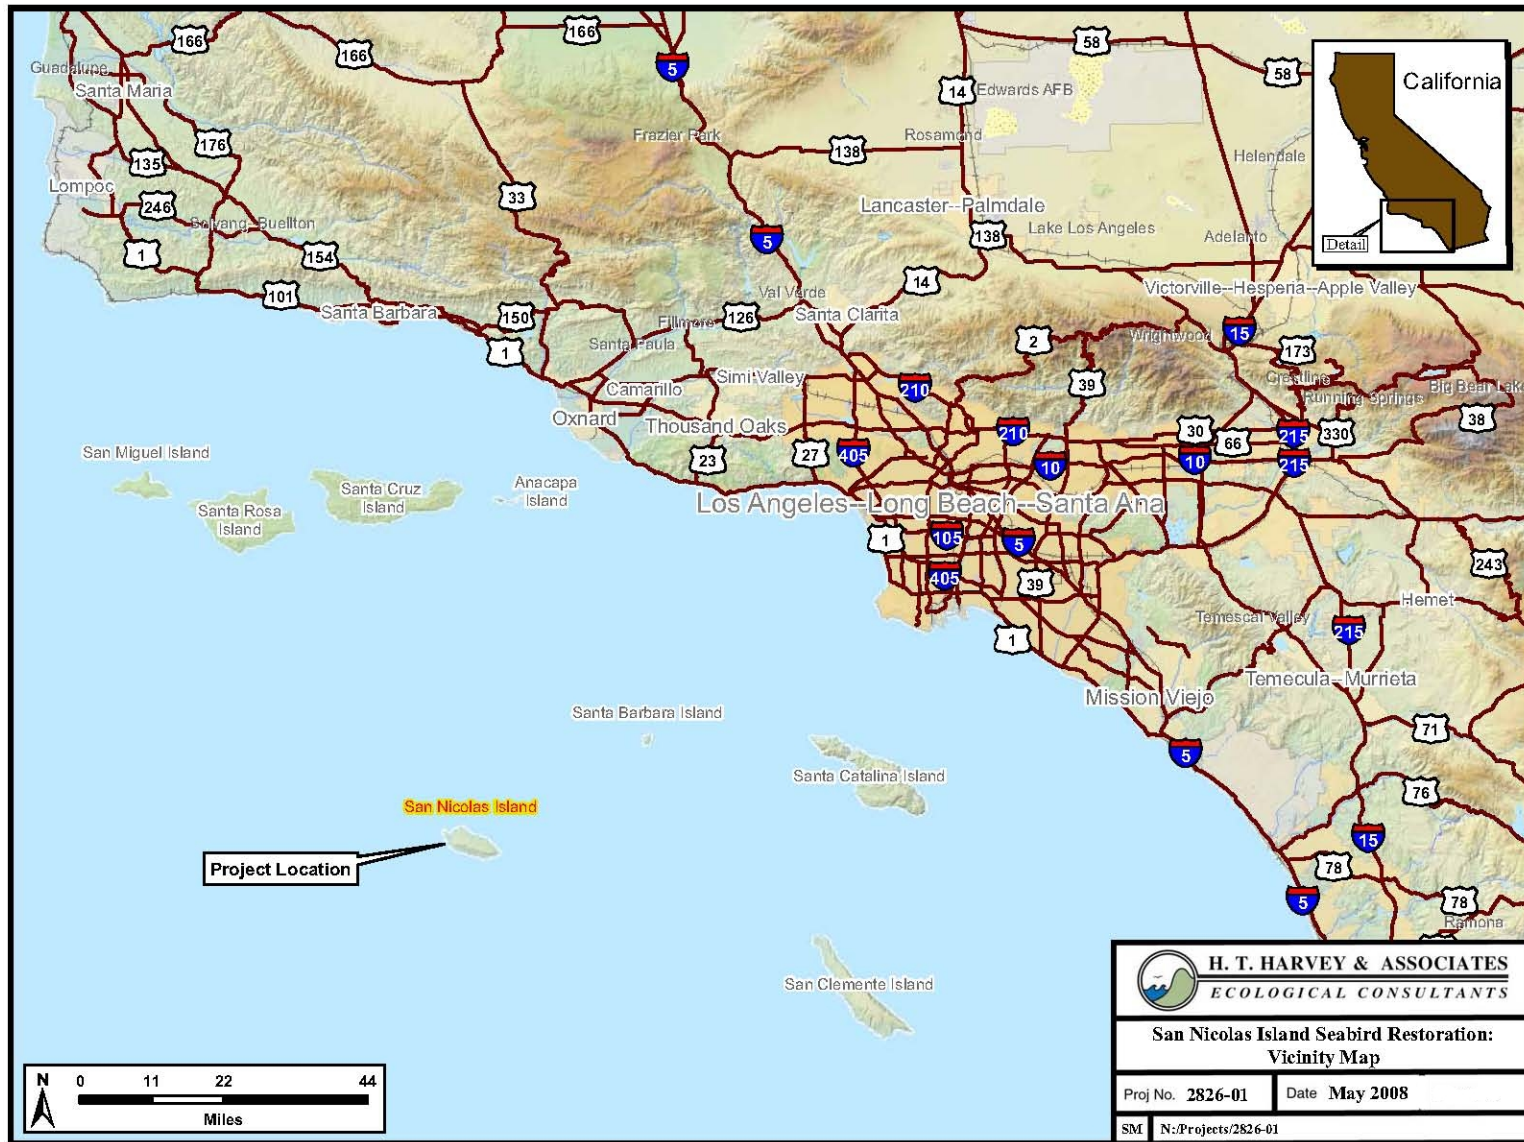 166
166
166
5
58
58
Guadalupe
Santa Maria
14
Edwards AFB
California
176
135
Frazier Park
138
Rosamond
Helendale
Lompoc
246
33
Lancaster--Palmdale
Solvang--Buellton
1
154
5
138
Lake Los Angeles
Adelanto
Detail
101
Santa Barbara
150
Val Verde
14
Victorville--Hesperia--Apple Valley
Fillmore
126
Santa Clarita
1
Santa Paula
2
Wrightwood
15
173
Camarillo
Simi Valley
210
39
Crestline
Running Springs
Big Bear Lake
Oxnard
Thousand Oaks
210
30
66
215
330
38
San Miguel Island
23
27
405
10
10
215
Santa Rosa
Island
Santa Cruz
Island
Anacapa
Island
Los Angeles--Long Beach--Santa Ana
1
105
5
405
39
243
Hemet
Temescal Valley
215
1
Mission Viejo
Temecula--Murrieta
Santa Barbara Island
71
5
Santa Catalina Island
76
San Nicolas Island
15
Project Location
78
5
78
Ramona
San Clemente Island
H. T. HARVEY & ASSOCIATES
ECOLOGICAL CONSULTANTS
San Nicolas Island Seabird Restoration:
Vicinity Map
Proj No. 2826-01 Date May 2008
SM N:/Projects/2826-01
N 0 11 22 44
Miles